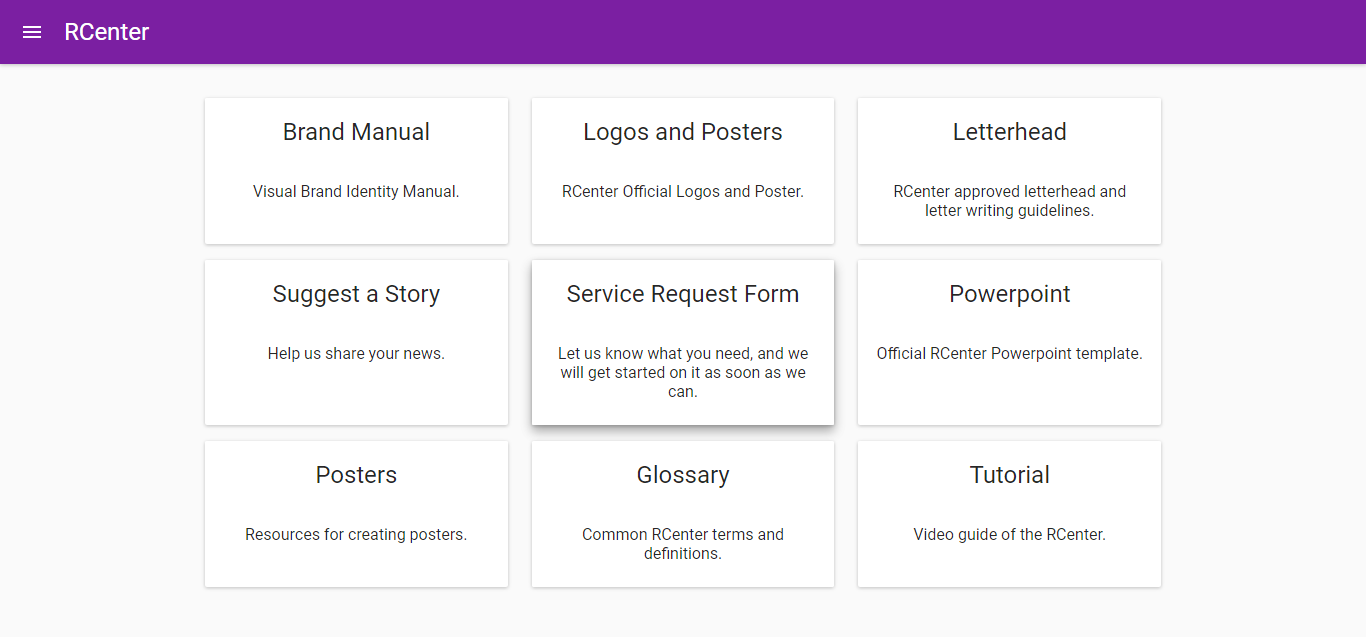 RCenter
Brand Manual
Visual Brand Identity Manual.
Logos and Posters
RCenter Official Logos and Poster.
Letterhead
RCenter approved letterhead and
letter writing guidelines.
Suggest a Story
Help us share your news.
Service Request Form
Let us know what you need, and we
will get started on it as soon as we
can.
Powerpoint
Official RCenter Powerpoint template.
Posters
Resources for creating posters.
Glossary
Common RCenter terms and
definitions.
Tutorial
Video guide of the RCenter.